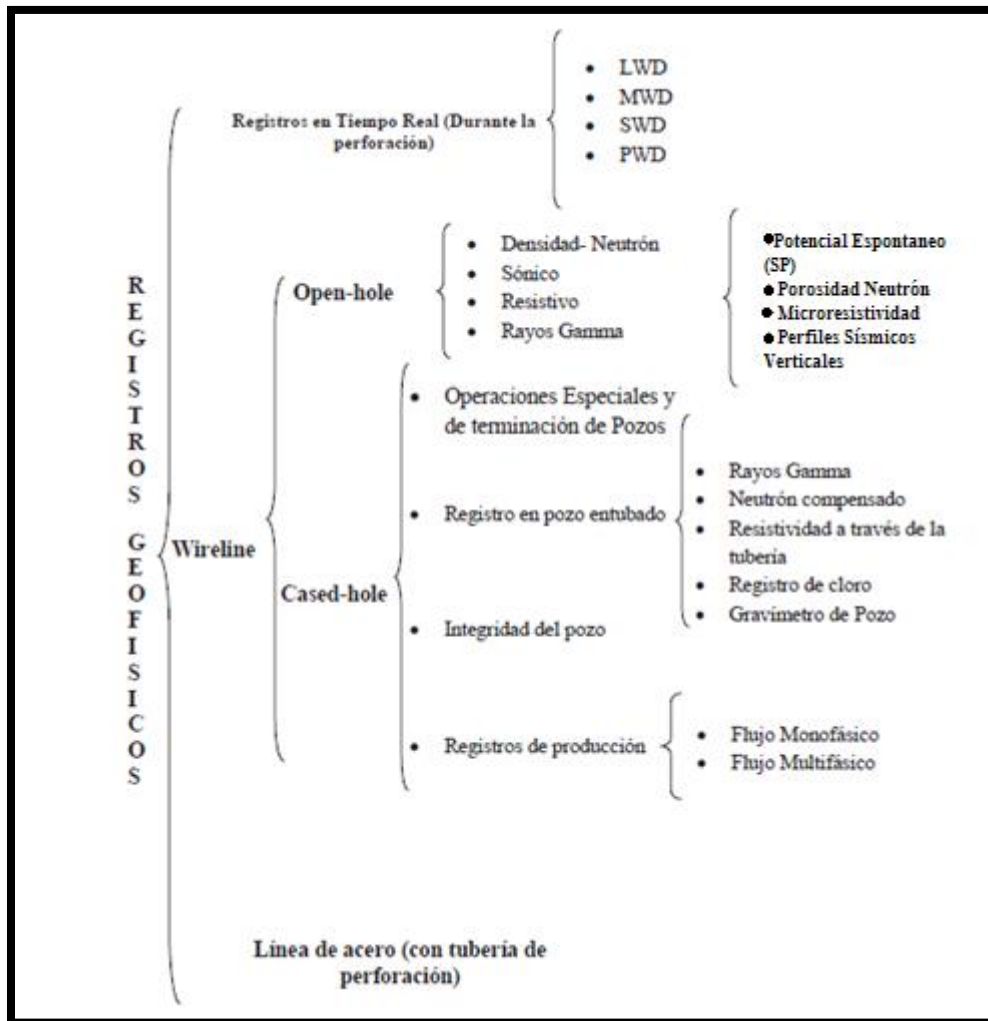 REGISTROS GEOFISICOS
Registros en Tiempo Real (Durante la
perforación)
• LWD
• MWD
• SWD
• PWD
Wireline
Open-hole
• Densidad- Neutrón
• Sónico
• Resistivo
• Rayos Gamma
•Potencial Espontaneo
(SP)
• Porosidad Neutrón
• Microresistividad
• Perfiles Sísmicos
Verticales
Cased-hole
• Operaciones Especiales y
de terminación de Pozos
• Registro en pozo entubado
• Rayos Gamma
• Neutrón compensado
• Resistividad a través de la
tubería
• Registro de cloro
• Gravímetro de Pozo
• Integridad del pozo
• Registros de producción
• Flujo Monofásico
• Flujo Multifásico
Línea de acero (con tubería de
perforación)